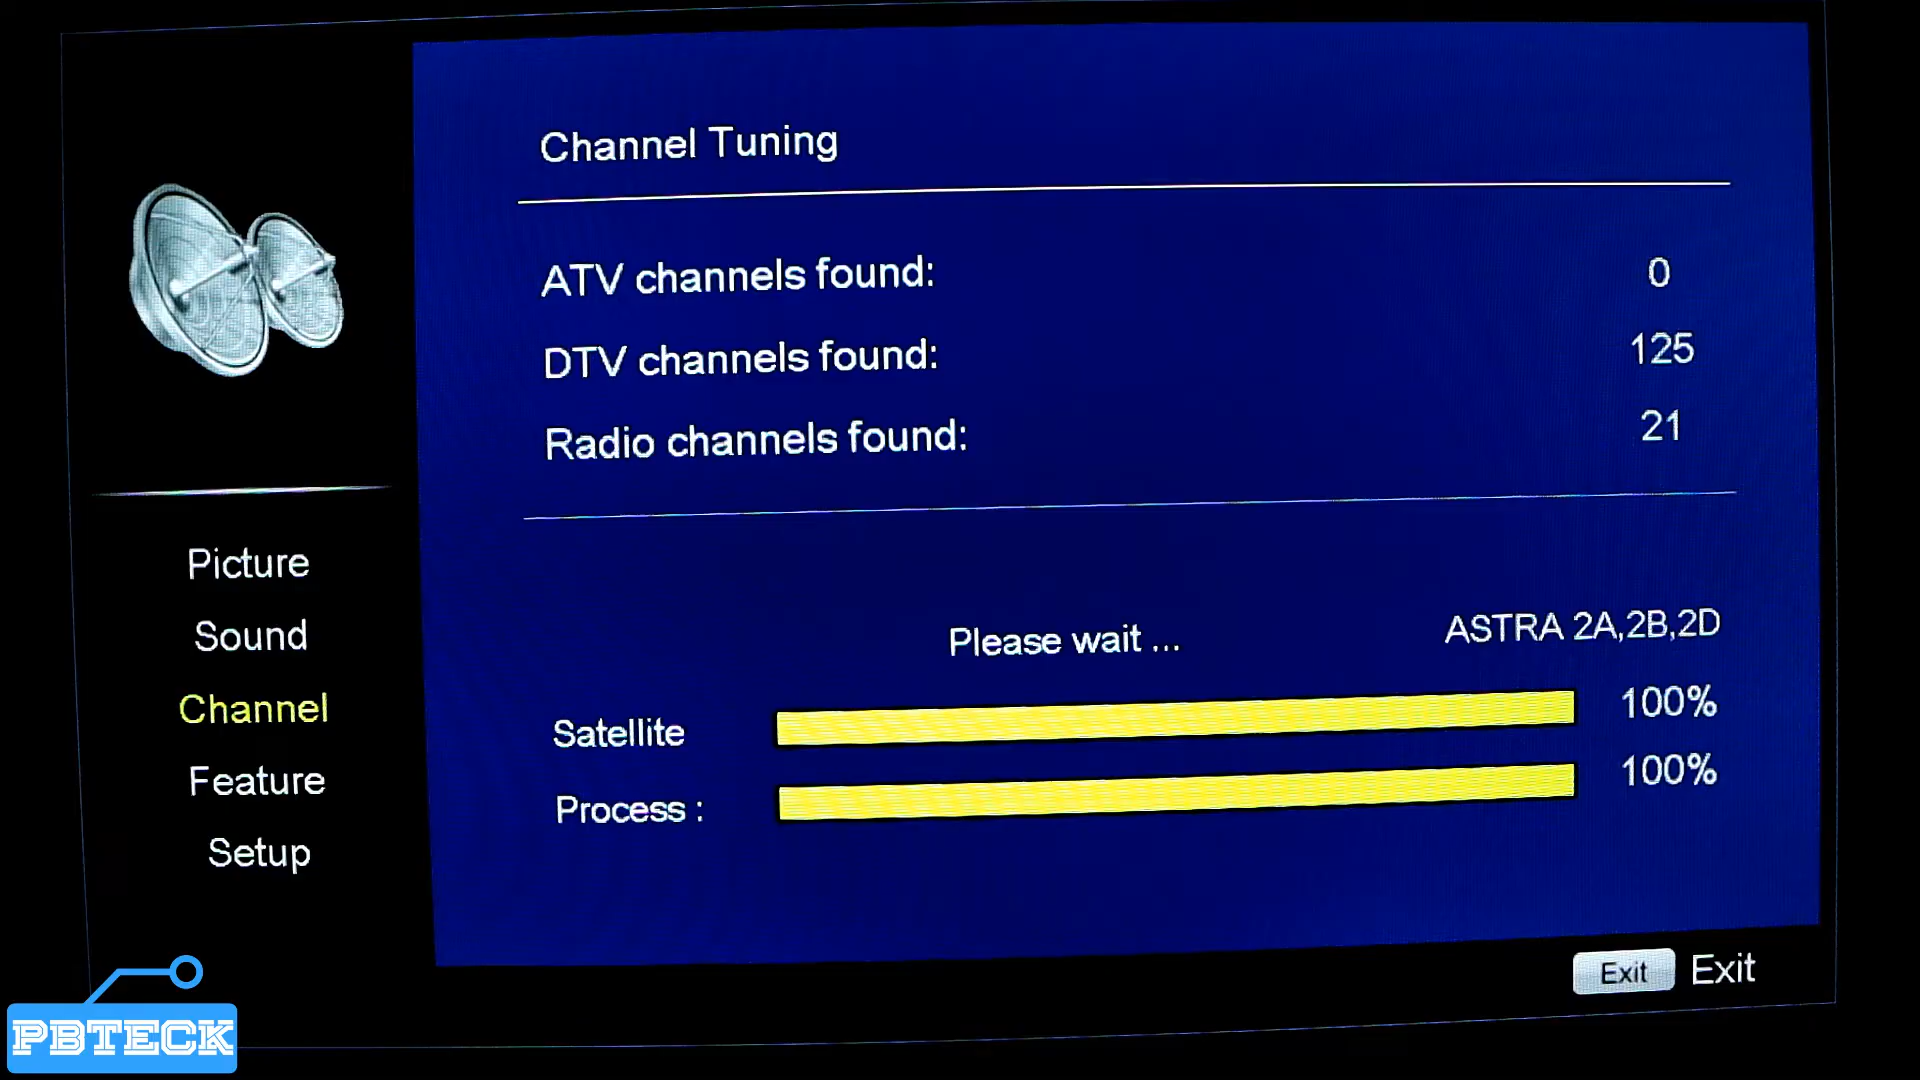 Channel Tuning
ATV channels found: 0
DTV channels found: 125
Radio channels found: 21
Please wait ... ASTRA 2A,2B,2D
Satellite 100%
Process : 100%
Picture
Sound
Channel
Feature
Setup
Exit Exit
PBTECK